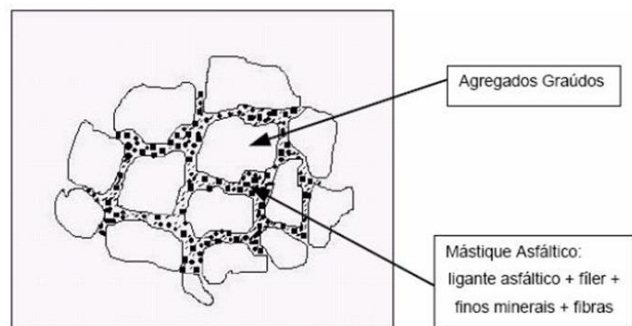 Agregados Graúdos
Mástique Asfáltico:
ligante asfáltico + fíler +
finos minerais + fibras